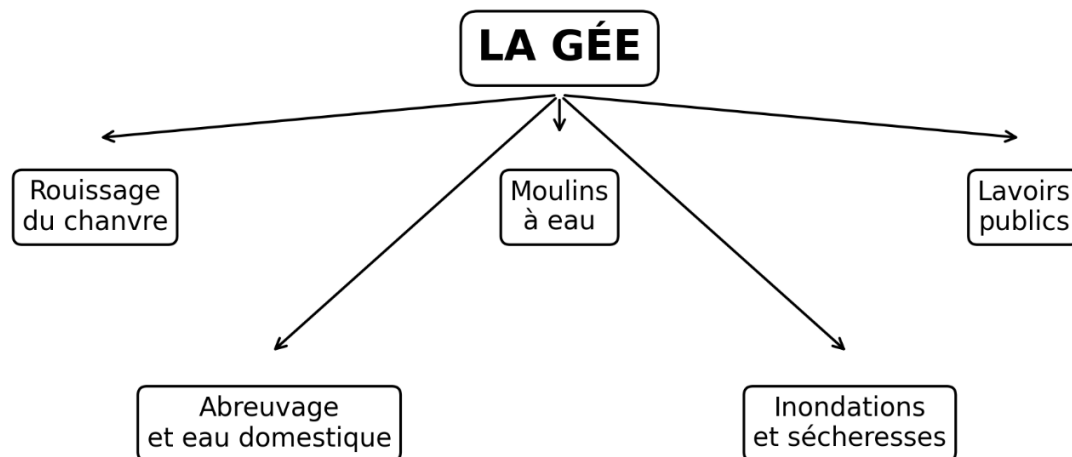 LA GÉE
Rouissage
du chanvre
Moulins
à eau
Lavoirs
publics
Abreuvage
et eau domestique
Inondations
et sécheresses